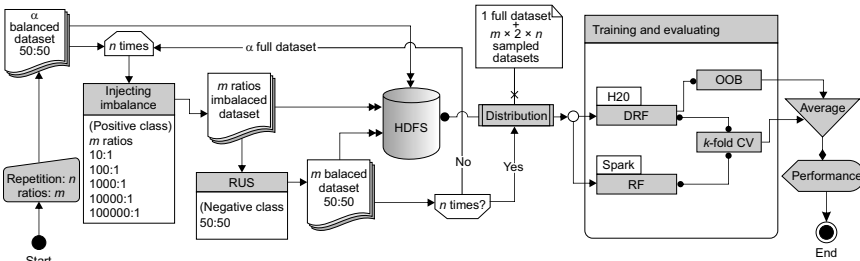 α
balanced
dataset
50:50
n times
α full dataset
1 full dataset
+
m × 2 × n
sampled
datasets
Training and evaluating
Injecting
imbalance
(Positive class)
m ratios
10:1
100:1
1000:1
10000:1
100000:1
m ratios
imbalaced
dataset
HDFS
Distribution
H20
DRF
OOB
k-fold CV
Average
Spark
RF
Repetition: n
ratios: m
RUS
(Negative class
50:50
m balaced
dataset
50:50
No
Yes
n times?
Performance
Start
End